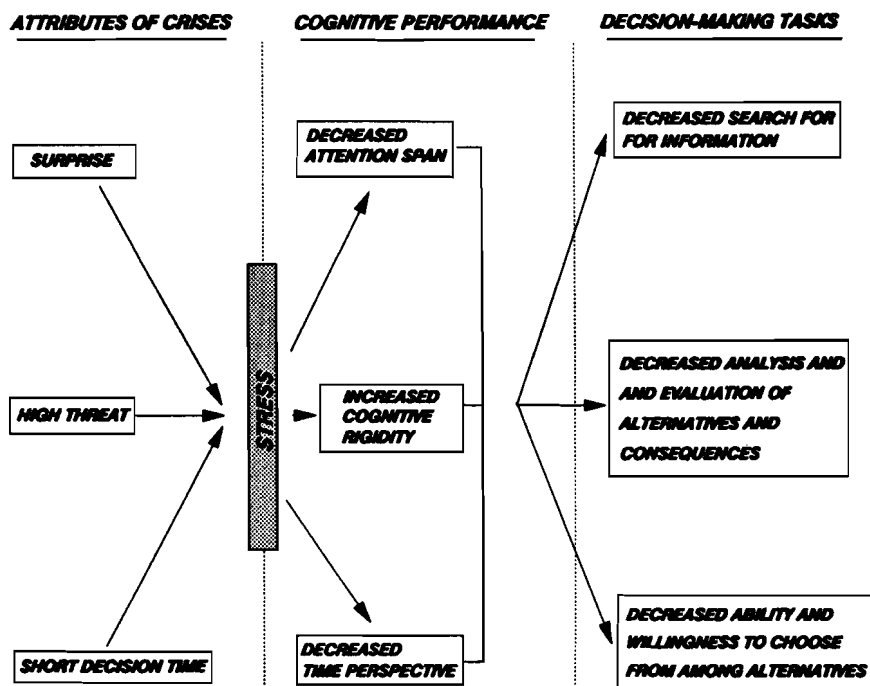 ATTRIBUTES OF CRISES
COGNITIVE PERFORMANCE
DECISION-MAKING TASKS
SURPRISE
HIGH THREAT
SHORT DECISION TIME
STRESS
DECREASED
ATTENTION SPAN
INCREASED
COGNITIVE
RIGIDITY
DECREASED
TIME PERSPECTIVE
DECREASED SEARCH FOR
FOR INFORMATION
DECREASED ANALYSIS AND
AND EVALUATION OF
ALTERNATIVES AND
CONSEQUENCES
DECREASED ABILITY AND
WILLINGNESS TO CHOOSE
FROM AMONG ALTERNATIVES